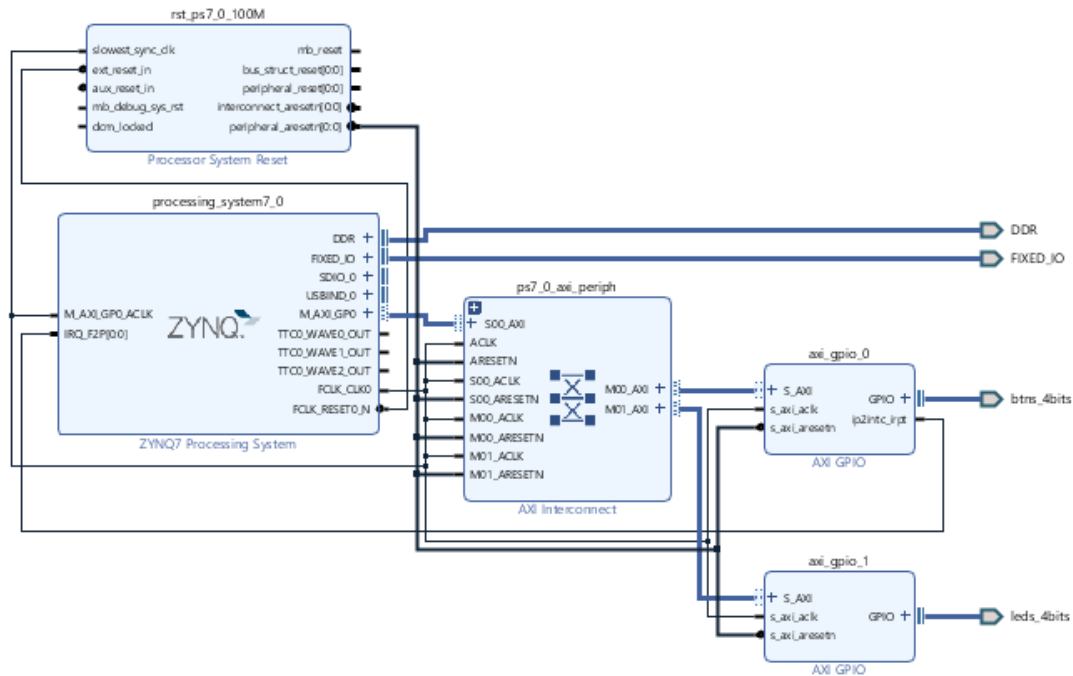 rst_ps7_0_100M
slowest_sync_clk
ext_reset_in
aux_reset_in
mb_debug_sys_rst
dcm_locked
mb_reset
bus_struct_reset[0:0]
peripheral_reset[0:0]
interconnect_aresetn[0:0]
peripheral_aresetn[0:0]
Processor System Reset
processing_system7_0
M_AXI_GP0_ACLK
IRQ_F2P[0:0]
ZYNQ
DDR
FIXED_IO
SDIO_0
USBIND_0
M_AXI_GP0
TTC0_WAVE0_OUT
TTC0_WAVE1_OUT
TTC0_WAVE2_OUT
FCLK_CLK0
FCLK_RESET0_N
ZYNQ7 Processing System
DDR
FIXED_IO
ps7_0_axi_periph
S00_AXI
ACLK
ARESETN
S00_ACLK
S00_ARESETN
M00_ACLK
M00_ARESETN
M01_ACLK
M01_ARESETN
M00_AXI
M01_AXI
AXI Interconnect
axi_gpio_0
S_AXI
s_axi_aclk
s_axi_aresetn
GPIO
ip2intc_irpt
AXI GPIO
btns_4bits
axi_gpio_1
S_AXI
s_axi_aclk
s_axi_aresetn
GPIO
AXI GPIO
leds_4bits